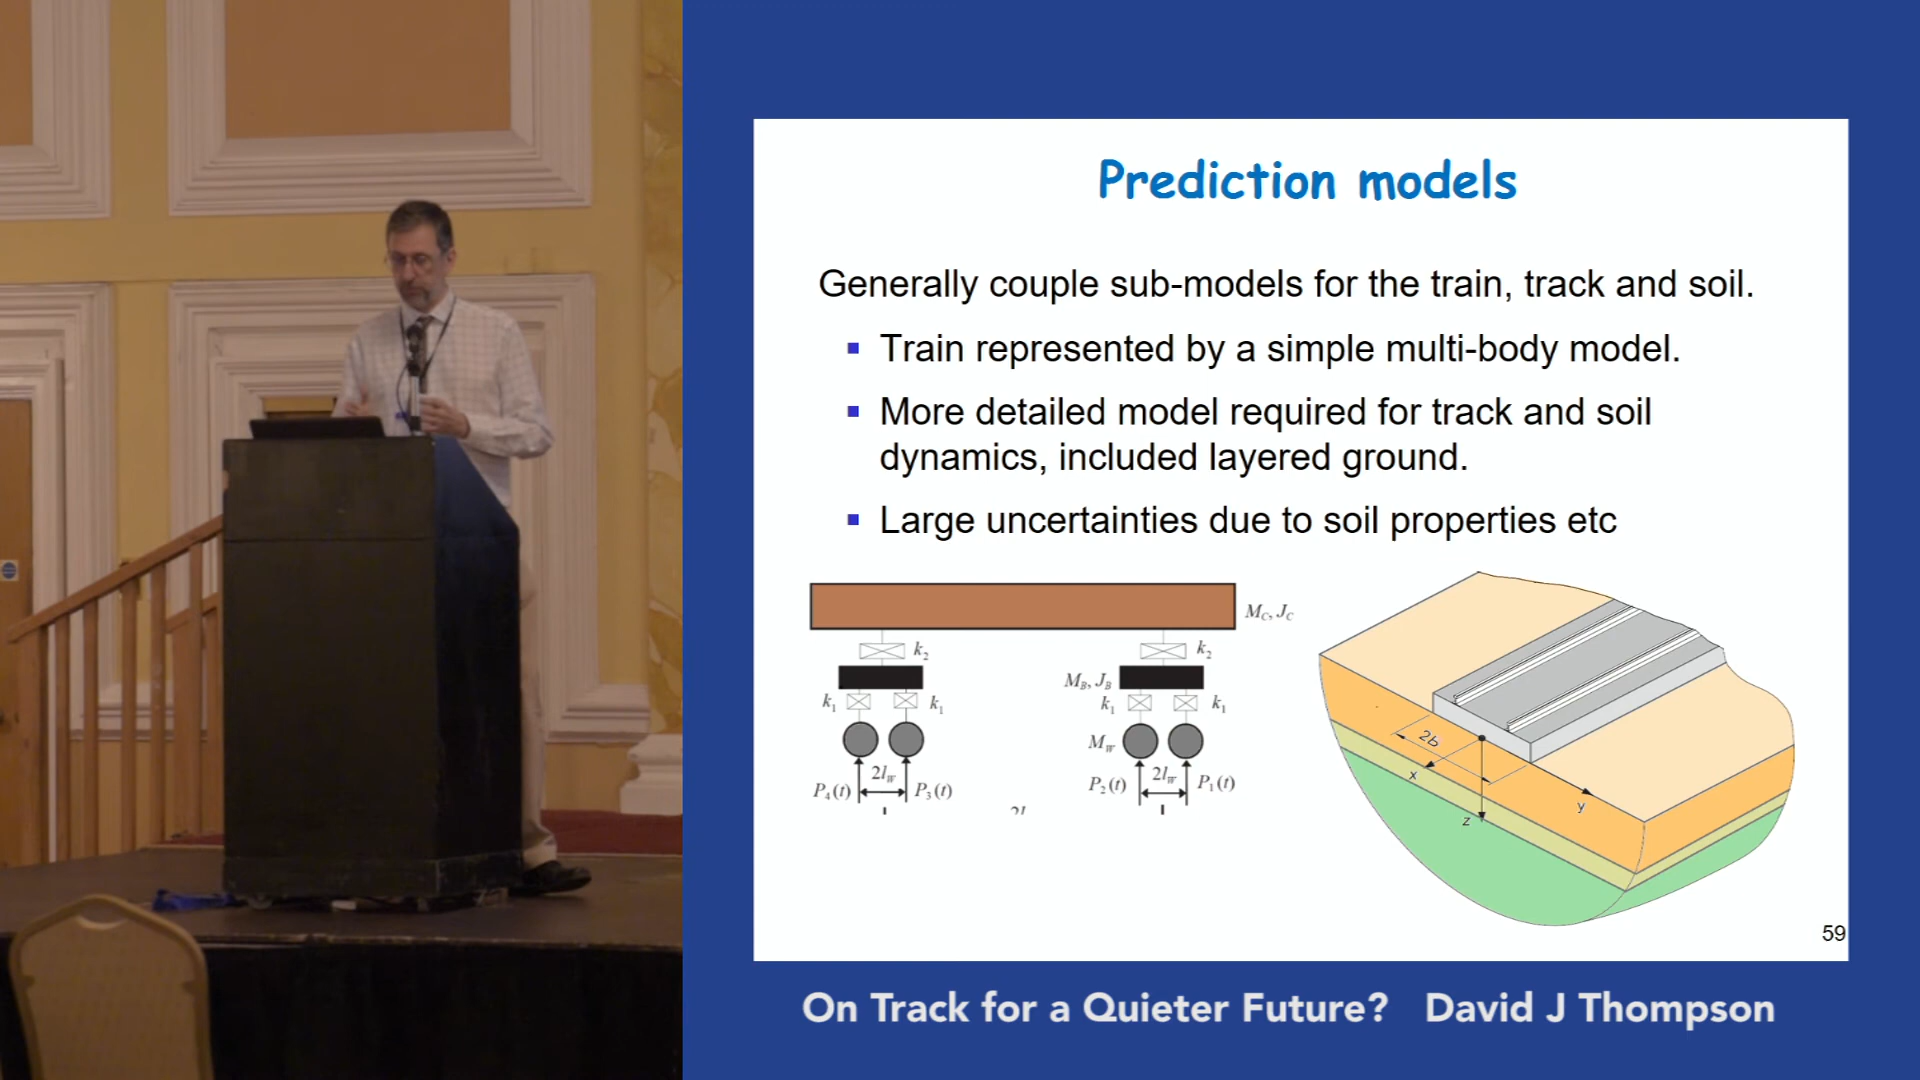 Prediction models
Generally couple sub-models for the train, track and soil.
▪ Train represented by a simple multi-body model.
▪ More detailed model required for track and soil
dynamics, included layered ground.
▪ Large uncertainties due to soil properties etc
M_C, J_C
k_2
k_2
M_B, J_B
k_1
k_1
k_1
k_1
M_W
2l_W
2l_W
P_4(t)
P_3(t)
P_2(t)
P_1(t)
2b
x
y
z
59
On Track for a Quieter Future? David J Thompson